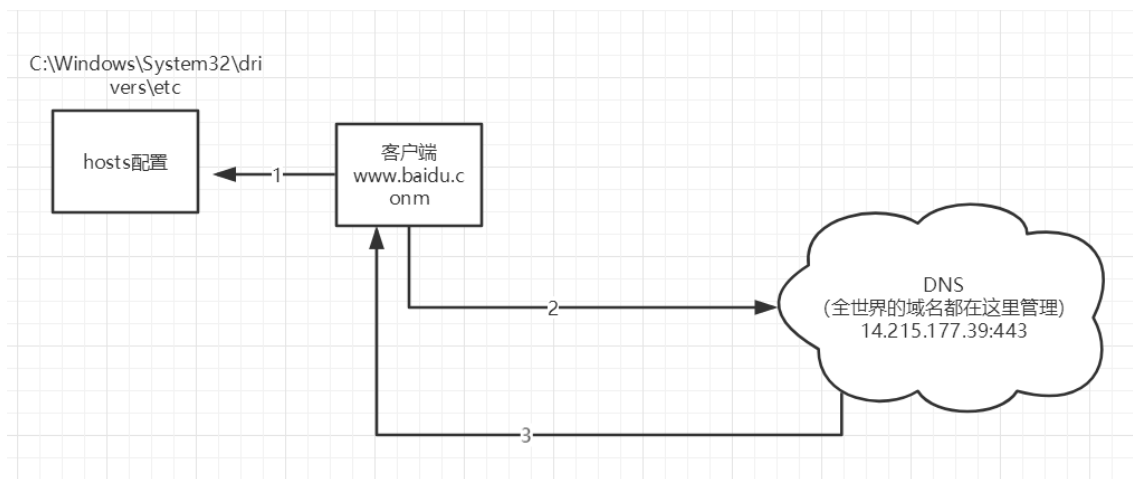 C:\Windows\System32\dri
vers\etc
hosts配置
1
客户端
www.baidu.c
onm
2
DNS
（全世界的域名都在这里管理）
14.215.177.39:443
3